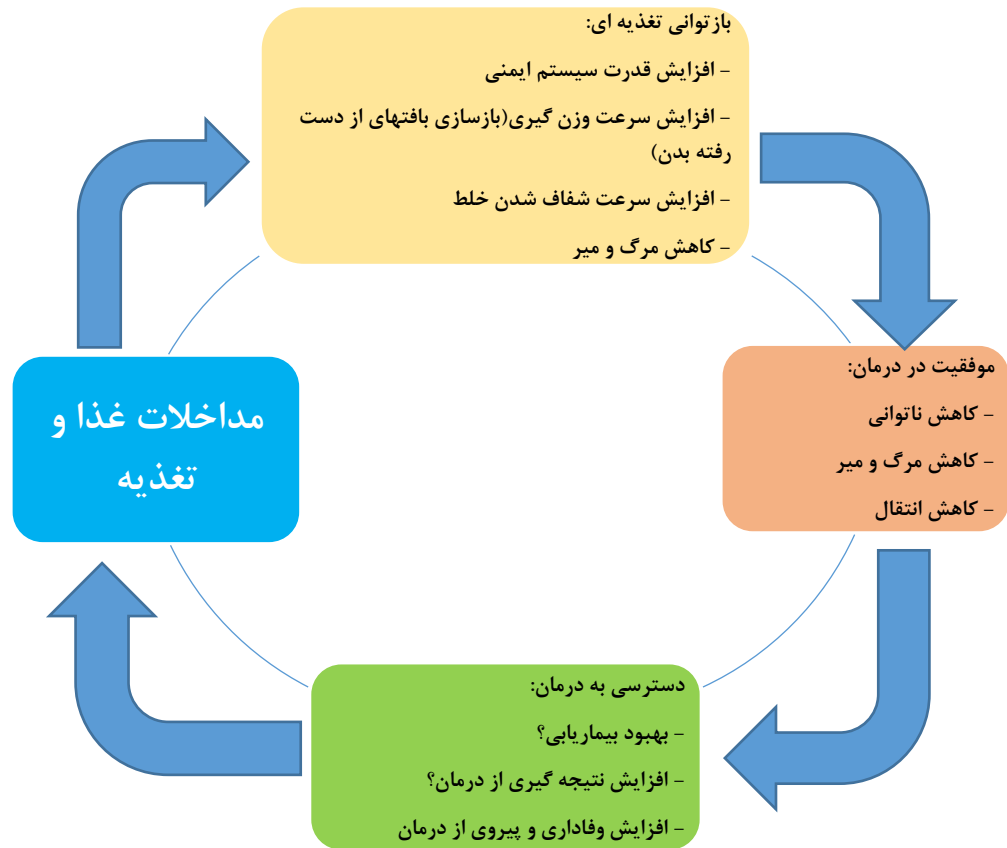 بازتوانی تغذیه ای:
- افزایش قدرت سیستم ایمنی
- افزایش سرعت وزن گیری(بازسازی بافتهای از دست
رفته بدن)
- افزایش سرعت شفاف شدن خلط
- کاهش مرگ و میر
موفقیت در درمان:
- کاهش ناتوانی
- کاهش مرگ و میر
- کاهش انتقال
دسترسی به درمان:
- بهبود بیماریابی؟
- افزایش نتیجه گیری از درمان؟
- افزایش وفاداری و پیروی از درمان
مداخلات غذا و
تغذیه